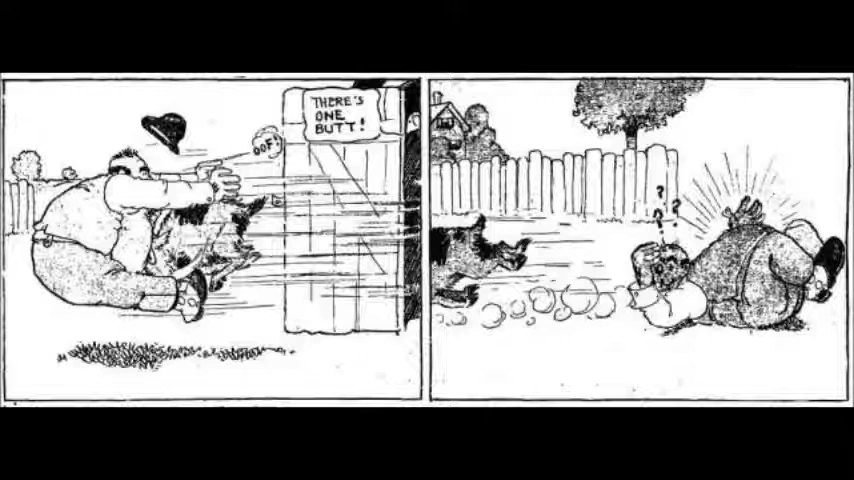 THERE'S
ONE
BUTT!
OOF!
? ? ? ?